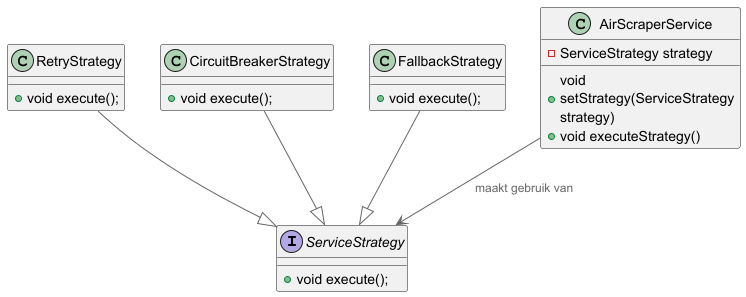 C RetryStrategy
+ void execute();
C CircuitBreakerStrategy
void execute();
C FallbackStrategy
void execute();
C AirScraperService
ServiceStrategy strategy
void
setStrategy(ServiceStrategy
strategy)
void executeStrategy()
maakt gebruik van
I ServiceStrategy
void execute();